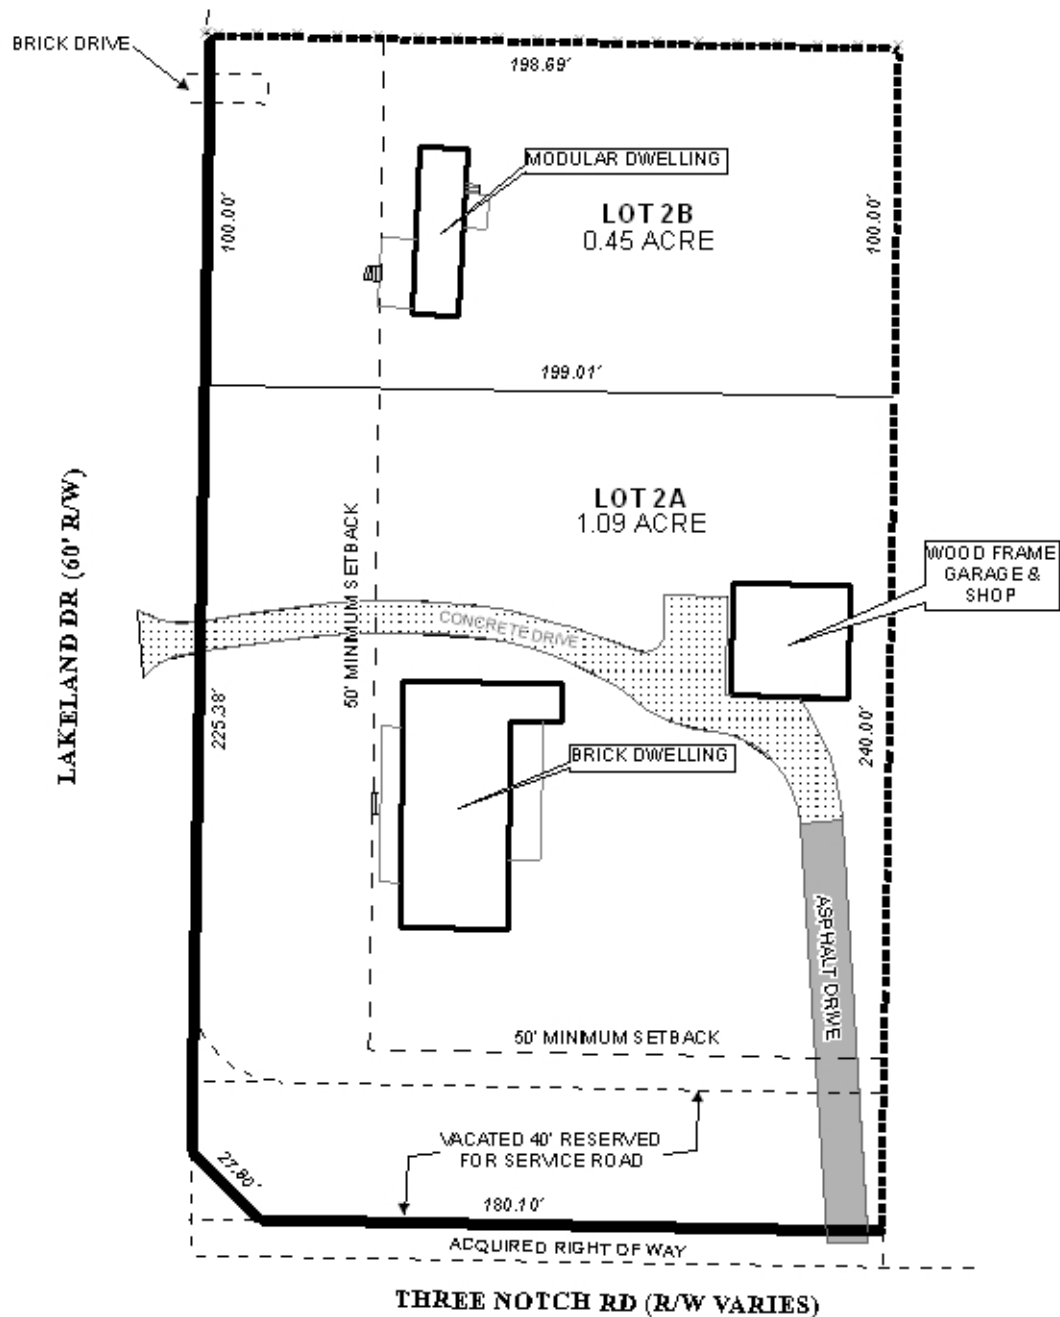 BRICK DRIVE
198.69'
MODULAR DWELLING
100.00'
LOT 2B
0.45 ACRE
100.00'
199.01'
LAKELAND DR (60' R/W)
50' MINIMUM SETBACK
LOT 2A
1.09 ACRE
WOOD FRAME
GARAGE &
SHOP
CONCRETE DRIVE
225.38'
240.00'
BRICK DWELLING
ASPHALT DRIVE
50' MINIMUM SETBACK
VACATED 40' RESERVED
FOR SERVICE ROAD
27.80'
180.10'
ACQUIRED RIGHT OF WAY
THREE NOTCH RD (R/W VARIES)